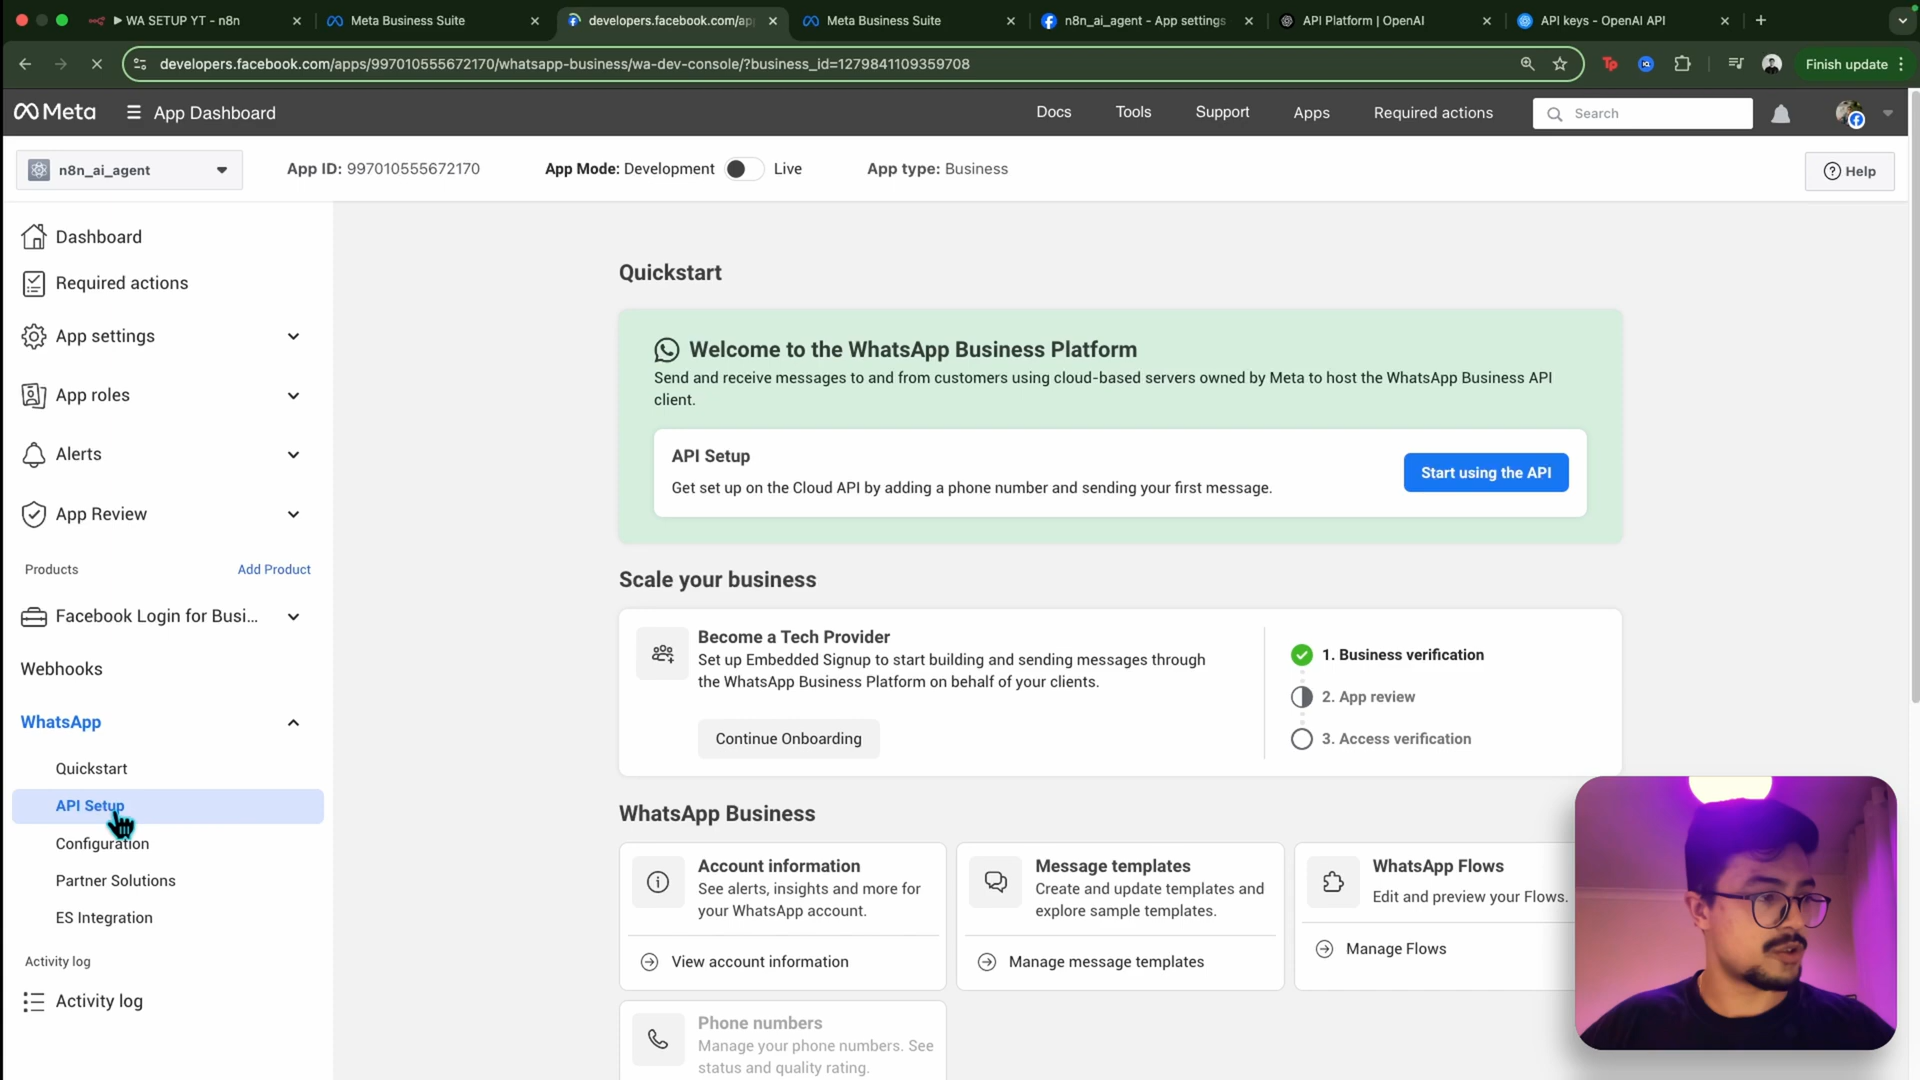 WA SETUP YT - n8n
Meta Business Suite
developers.facebook.com/ap
Meta Business Suite
n8n_ai_agent - App settings
API Platform | OpenAI
API keys - OpenAI API
developers.facebook.com/apps/997010555672170/whatsapp-business/wa-dev-console/?business_id=1279841109359708
Tp
Finish update
Meta
App Dashboard
Docs
Tools
Support
Apps
Required actions
Search
n8n_ai_agent
App ID: 997010555672170
App Mode: Development
Live
App type: Business
Help
Dashboard
Required actions
App settings
App roles
Alerts
App Review
Products
Add Product
Facebook Login for Busi...
Webhooks
WhatsApp
Quickstart
API Setup
Configuration
Partner Solutions
ES Integration
Activity log
Activity log
Quickstart
Welcome to the WhatsApp Business Platform
Send and receive messages to and from customers using cloud-based servers owned by Meta to host the WhatsApp Business API
client.
API Setup
Get set up on the Cloud API by adding a phone number and sending your first message.
Start using the API
Scale your business
Become a Tech Provider
Set up Embedded Signup to start building and sending messages through
the WhatsApp Business Platform on behalf of your clients.
Continue Onboarding
1. Business verification
2. App review
3. Access verification
WhatsApp Business
Account information
See alerts, insights and more for
your WhatsApp account.
View account information
Message templates
Create and update templates and
explore sample templates.
Manage message templates
WhatsApp Flows
Edit and preview your Flows.
Manage Flows
Phone numbers
Manage your phone numbers. See
status and quality rating.